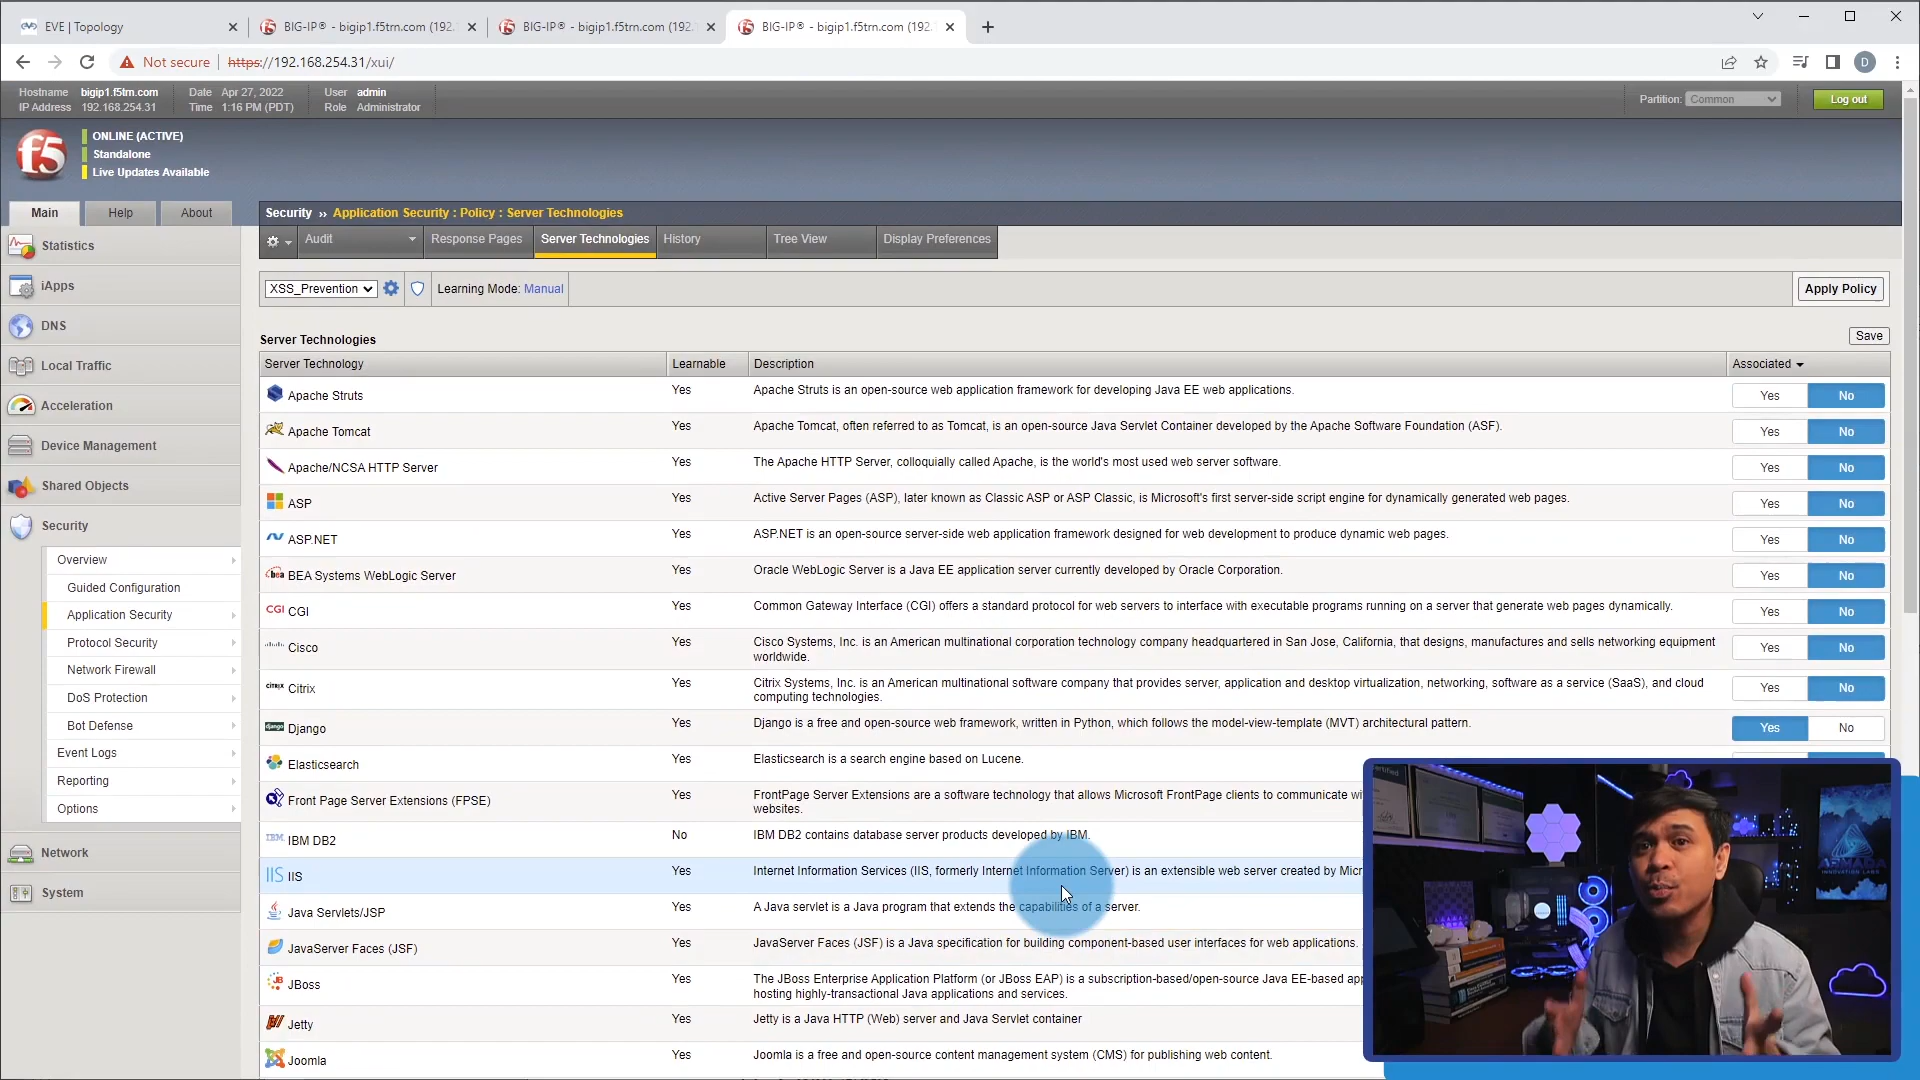 EVE | Topology
BIG-IP® - bigip1.f5trn.com (192.
BIG-IP® - bigip1.f5trn.com (192.
BIG-IP® - bigip1.f5trn.com (192.
Not secure
https://192.168.254.31/xui/
D
Hostname bigip1.f5trn.com
IP Address 192.168.254.31
Date Apr 27, 2022
Time 1:16 PM (PDT)
User admin
Role Administrator
Partition: Common
Log out
f5
ONLINE (ACTIVE)
Standalone
Live Updates Available
Main
Help
About
Security ›› Application Security : Policy : Server Technologies
Audit
Response Pages
Server Technologies
History
Tree View
Display Preferences
XSS_Prevention
Learning Mode: Manual
Apply Policy
Statistics
iApps
DNS
Local Traffic
Acceleration
Device Management
Shared Objects
Security
Overview
Guided Configuration
Application Security
Protocol Security
Network Firewall
DoS Protection
Bot Defense
Event Logs
Reporting
Options
Network
System
Server Technologies
Save
Server Technology Learnable Description Associated
Apache Struts Yes Apache Struts is an open-source web application framework for developing Java EE web applications. Yes No
Apache Tomcat Yes Apache Tomcat, often referred to as Tomcat, is an open-source Java Servlet Container developed by the Apache Software Foundation (ASF). Yes No
Apache/NCSA HTTP Server Yes The Apache HTTP Server, colloquially called Apache, is the world's most used web server software. Yes No
ASP Yes Active Server Pages (ASP), later known as Classic ASP or ASP Classic, is Microsoft's first server-side script engine for dynamically generated web pages. Yes No
ASP.NET Yes ASP.NET is an open-source server-side web application framework designed for web development to produce dynamic web pages. Yes No
bea BEA Systems WebLogic Server Yes Oracle WebLogic Server is a Java EE application server currently developed by Oracle Corporation. Yes No
CGI CGI Yes Common Gateway Interface (CGI) offers a standard protocol for web servers to interface with executable programs running on a server that generate web pages dynamically. Yes No
Cisco Yes Cisco Systems, Inc. is an American multinational corporation technology company headquartered in San Jose, California, that designs, manufactures and sells networking equipment Yes No
worldwide.
CITRIX Citrix Yes Citrix Systems, Inc. is an American multinational software company that provides server, application and desktop virtualization, networking, software as a service (SaaS), and cloud Yes No
computing technologies.
django Django Yes Django is a free and open-source web framework, written in Python, which follows the model-view-template (MVT) architectural pattern. Yes No
Elasticsearch Yes Elasticsearch is a search engine based on Lucene.
Front Page Server Extensions (FPSE) Yes FrontPage Server Extensions are a software technology that allows Microsoft FrontPage clients to communicate wi
websites.
IBM IBM DB2 No IBM DB2 contains database server products developed by IBM.
IIS IIS Yes Internet Information Services (IIS, formerly Internet Information Server) is an extensible web server created by Micr
Java Servlets/JSP Yes A Java servlet is a Java program that extends the capabilities of a server.
JavaServer Faces (JSF) Yes JavaServer Faces (JSF) is a Java specification for building component-based user interfaces for web applications.
JBoss Yes The JBoss Enterprise Application Platform (or JBoss EAP) is a subscription-based/open-source Java EE-based app
hosting highly-transactional Java applications and services.
Jetty Yes Jetty is a Java HTTP (Web) server and Java Servlet container
Joomla Yes Joomla is a free and open-source content management system (CMS) for publishing web content.
ARMADA
INNOVATION LABS